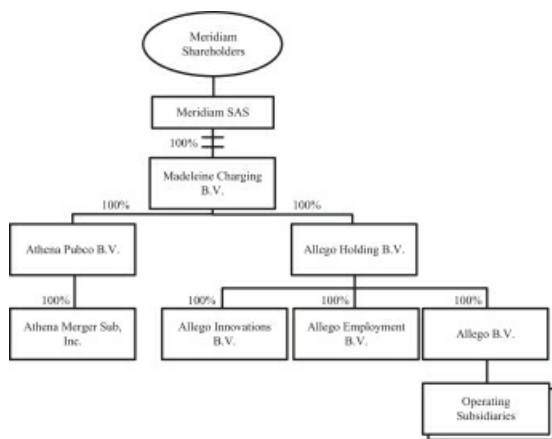 Meridiam
Shareholders
Meridiam SAS
100%
Madeleine Charging
B.V.
100%
100%
Athena Pubco B.V.
Allego Holding B.V.
100%
100%
100%
100%
Athena Merger Sub,
Inc.
Allego Innovations
B.V.
Allego Employment
B.V.
Allego B.V.
Operating
Subsidiaries